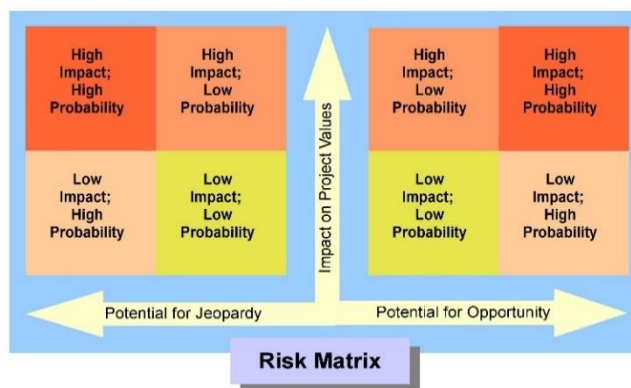 High
Impact;
High
Probability
High
Impact;
Low
Probability
Low
Impact;
High
Probability
Low
Impact;
Low
Probability
Impact on Project Values
High
Impact;
Low
Probability
High
Impact;
High
Probability
Low
Impact;
Low
Probability
Low
Impact;
High
Probability
Potential for Jeopardy
Potential for Opportunity
Risk Matrix